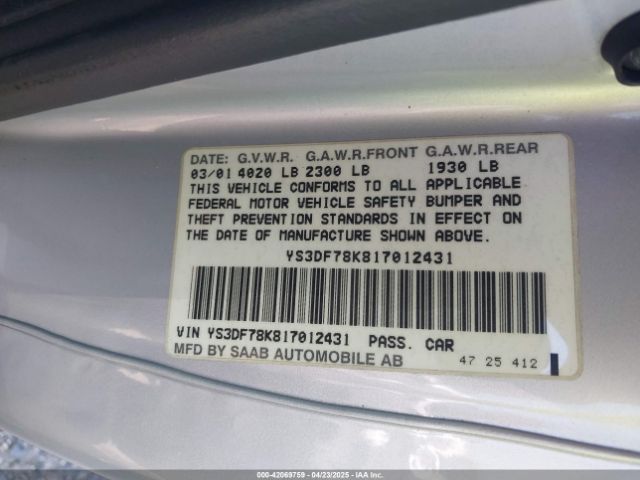 DATE: G.V.W.R. G.A.W.R.FRONT G.A.W.R.REAR
03/01 4020 LB 2300 LB 1930 LB
THIS VEHICLE CONFORMS TO ALL APPLICABLE
FEDERAL MOTOR VEHICLE SAFETY BUMPER AND
THEFT PREVENTION STANDARDS IN EFFECT ON
THE DATE OF MANUFACTURE SHOWN ABOVE.
YS3DF78K817012431
VIN YS3DF78K817012431 PASS. CAR
MFD BY SAAB AUTOMOBILE AB 47 25 412
000-42069759 - 04/23/2025 - IAA, Inc.